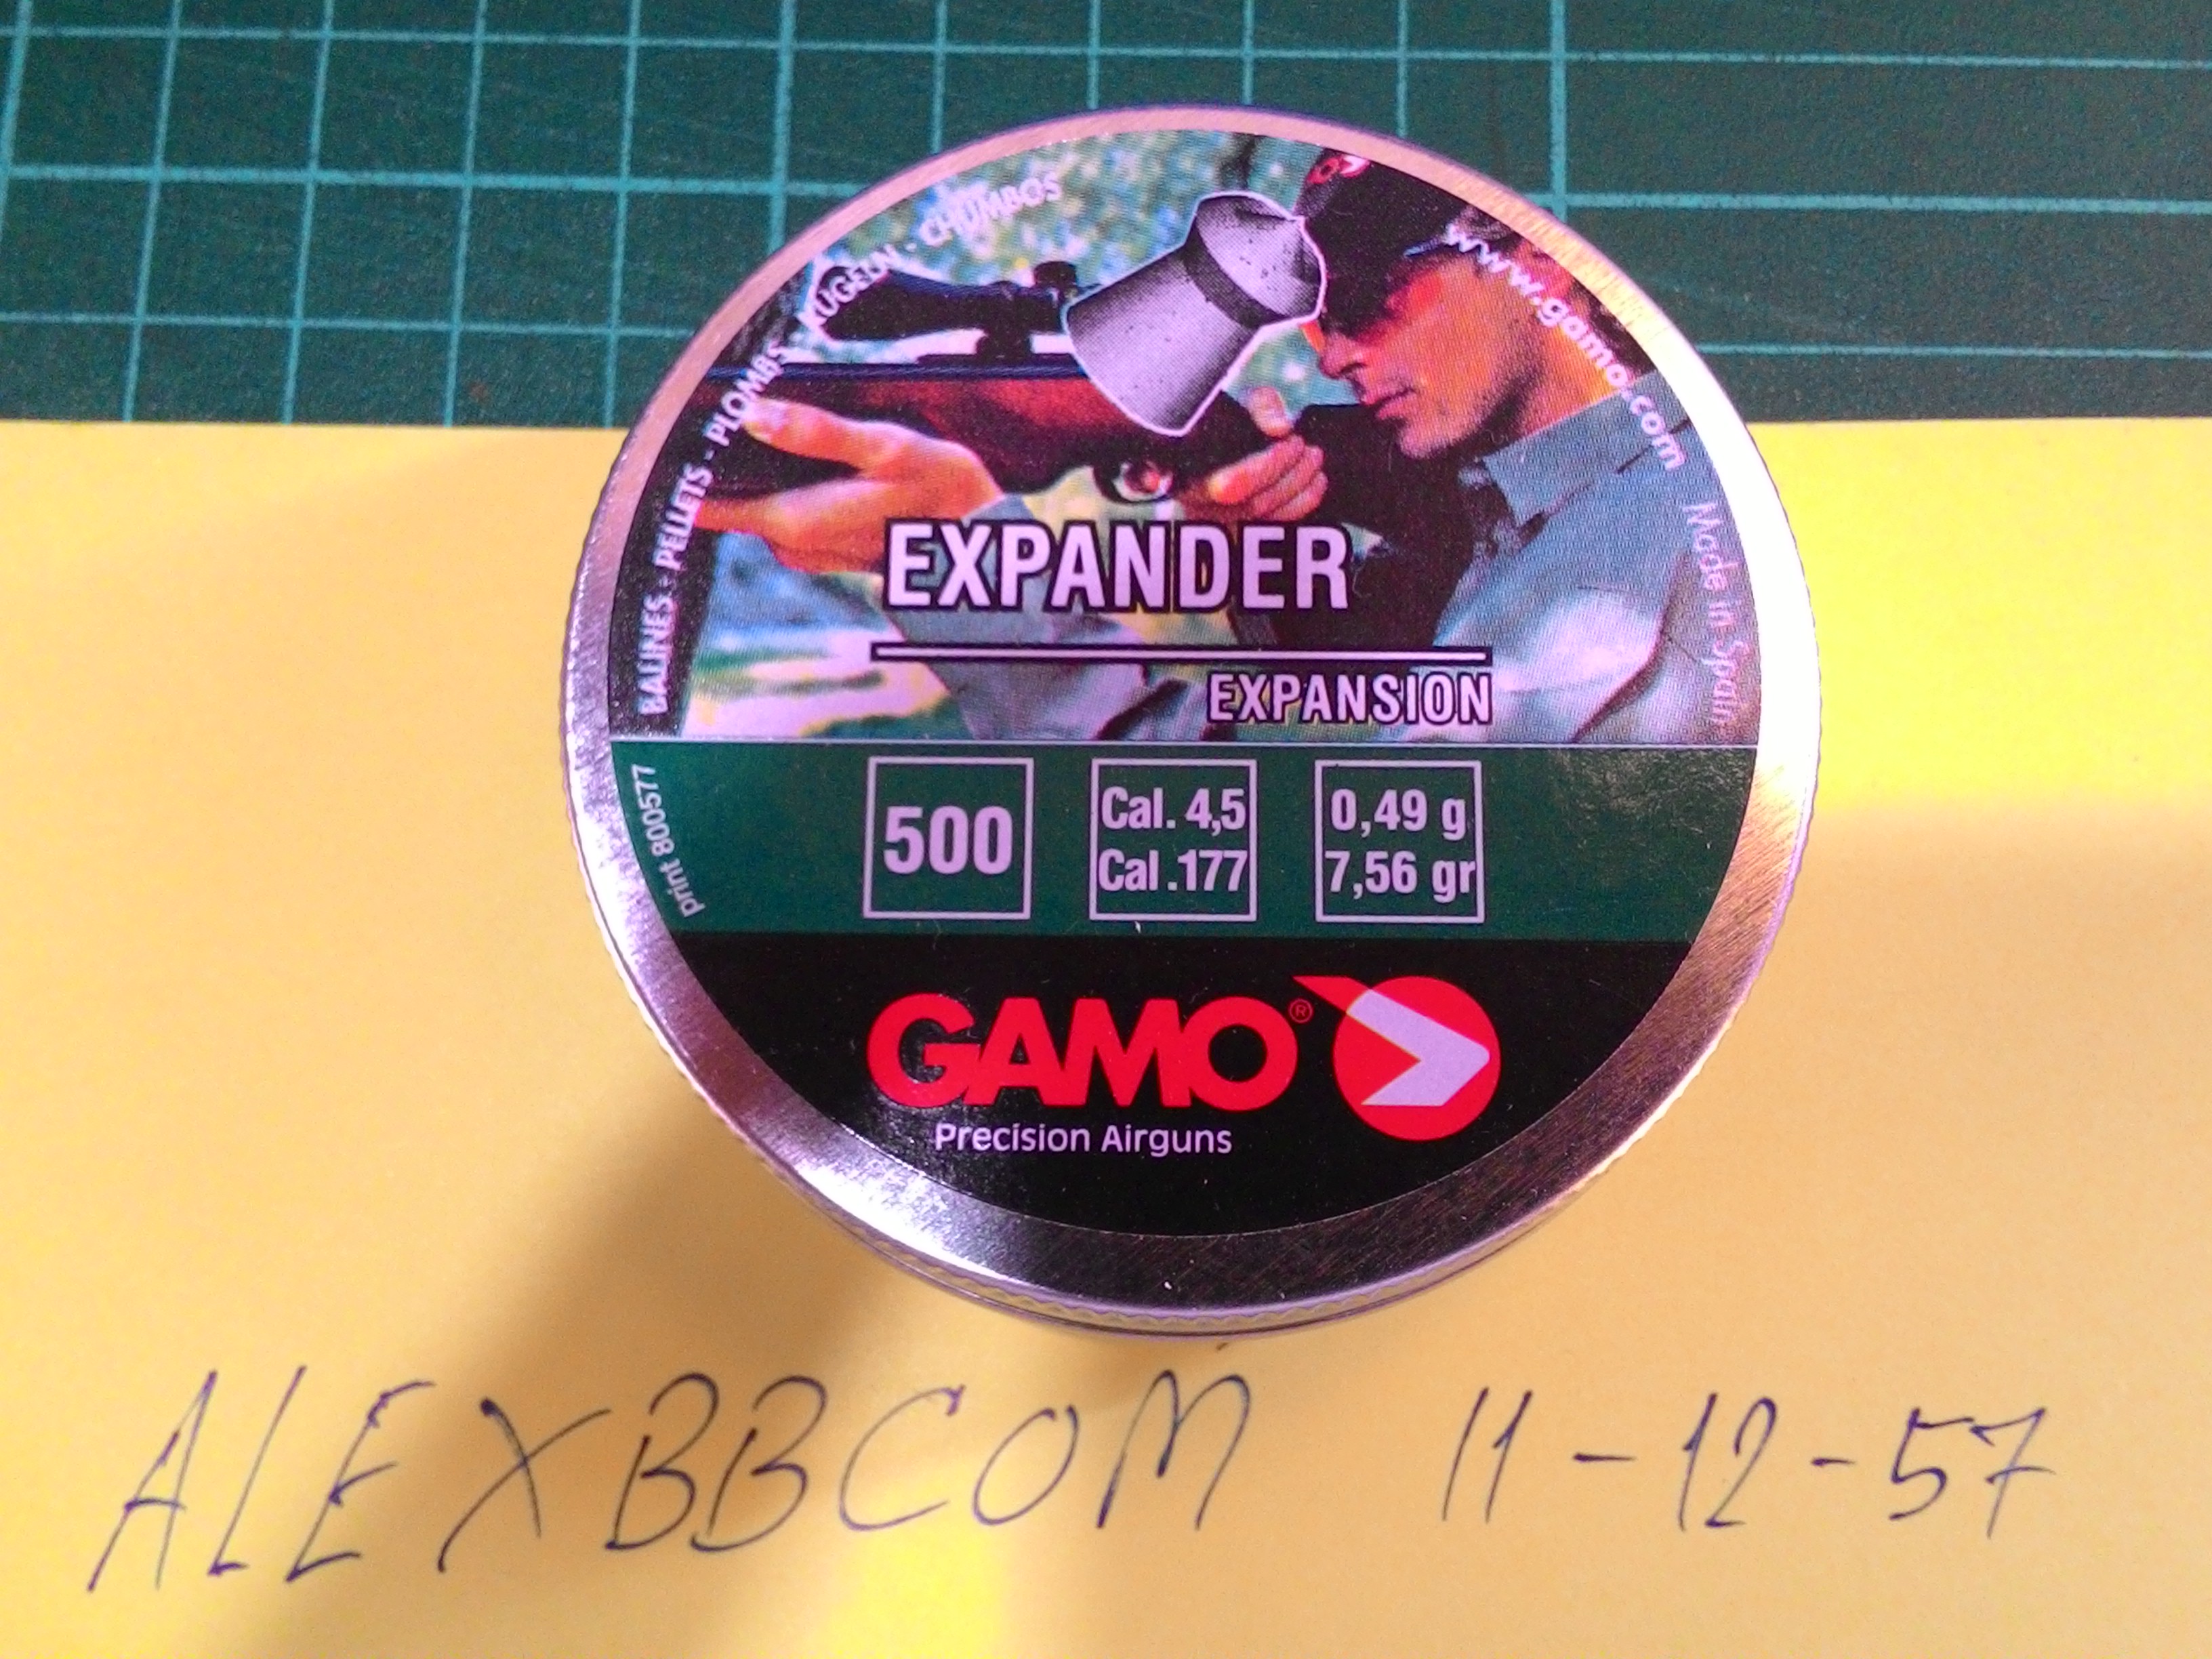 BALINES - PELLETS - PLOMBS - KUGELN - CHUMBOS
www.gamo.com
Made in Spain
EXPANDER
EXPANSION
print 800577
500
Cal. 4,5
Cal .177
0,49 g
7,56 gr
GAMO®
Precision Airguns
ALEXBBCOM 11-12-57